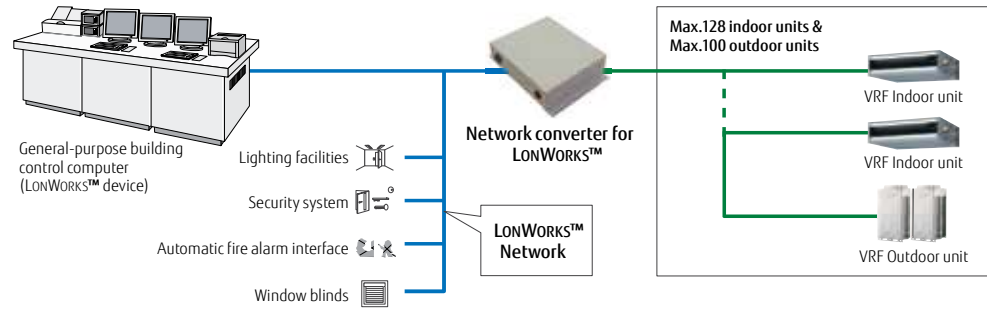 General-purpose building
control computer
(LONWORKS™ device)
Lighting facilities
Security system
Automatic fire alarm interface
Window blinds
LONWORKS™
Network
Network converter for
LONWORKS™
Max.128 indoor units &
Max.100 outdoor units
VRF Indoor unit
VRF Indoor unit
VRF Outdoor unit